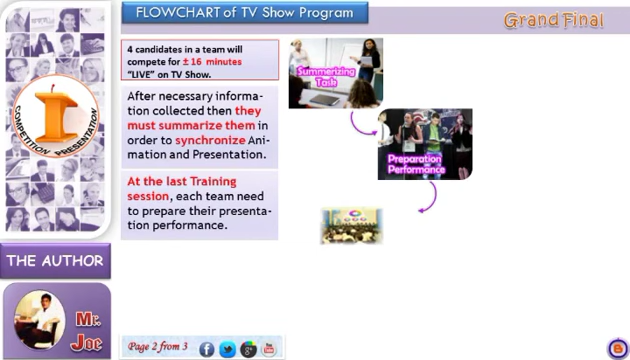 FLOWCHART of TV Show Program
Grand Final
4 candidates in a team will
compete for ± 16 minutes
"LIVE" on TV Show.
After necessary informa-
tion collected then they
must summarize them in
order to synchronize Ani-
mation and Presentation.
At the last Training
session, each team need
to prepare their presenta-
tion performance.
Summerizing
Task
Preparation
Performance
COMPETITION PRESENTATION
THE AUTHOR
Mr.
Joe
Page 2 from 3